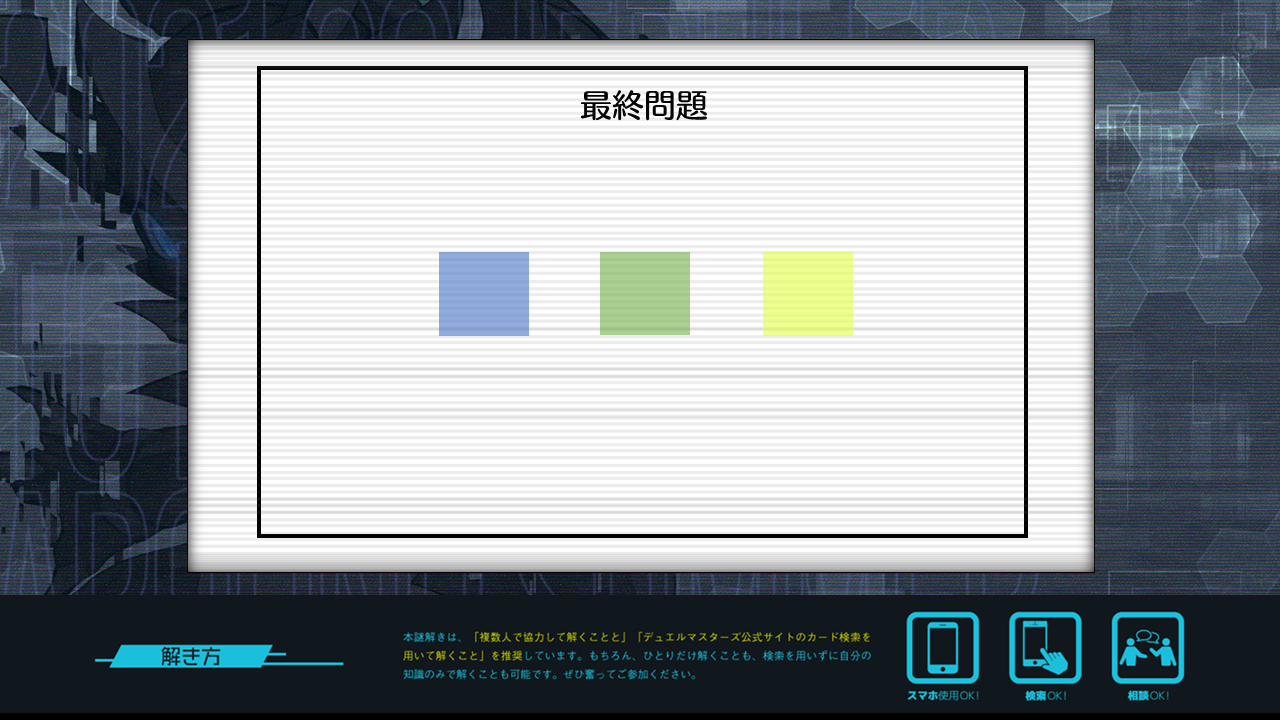 最終問題
解き方
本謎解きは、「複数人で協力して解くことと」「デュエルマスターズ公式サイトのカード検索を
用いて解くこと」を推奨しています。もちろん、ひとりだけ解くことも、検索を用いずに自分の
知識のみで解くことも可能です。ぜひ奮ってご参加ください。
スマホ使用OK!
検索OK!
相談OK!